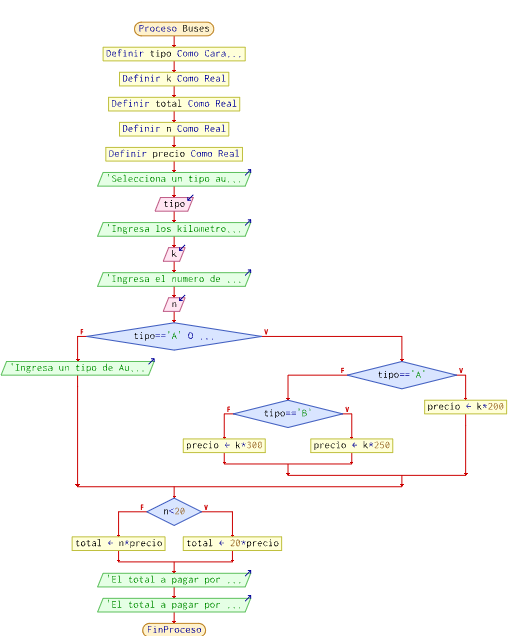 Proceso Buses
Definir tipo Como Cara...
Definir k Como Real
Definir total Como Real
Definir n Como Real
Definir precio Como Real
'Selecciona un tipo au...
tipo
'Ingresa los kilometro...
k
'Ingresa el numero de ...
n
F tipo=='A' O ... V
'Ingresa un tipo de Au...
F tipo=='A' V
F tipo=='B' V
precio ← k*200
precio ← k*300
precio ← k*250
F n<20 V
total ← n*precio
total ← 20*precio
'El total a pagar por ...
'El total a pagar por ...
FinProceso